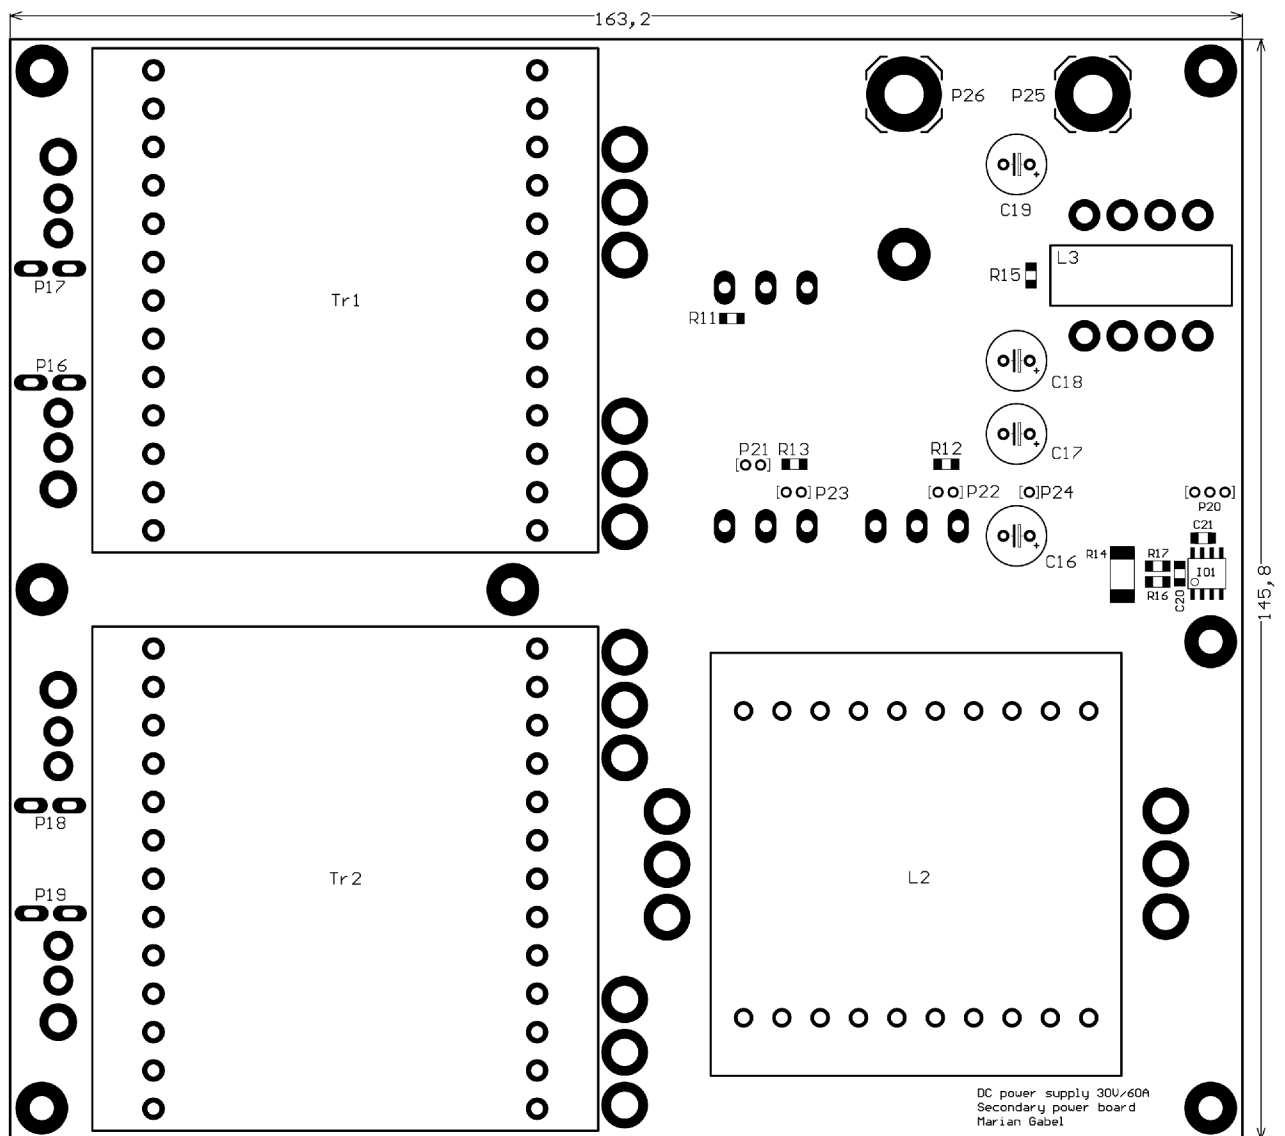 163,2
P26
P25
C19
P17
Tr1
R15
L3
R11
P16
C18
P21
R13
R12
C17
P23
P22
P24
P20
C21
R14
R17
IO1
C16
R16
C20
145,8
P18
Tr2
L2
P19
DC power supply 30V/60A
Secondary power board
Marian Gabel